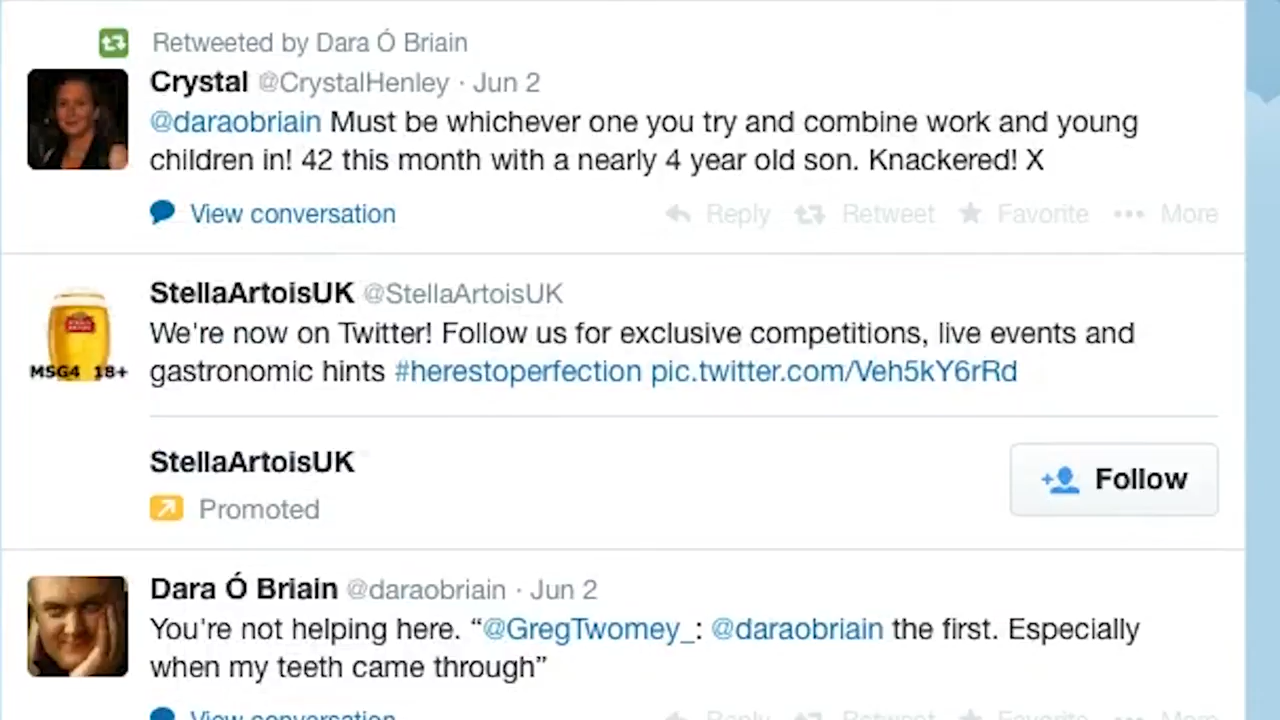 Retweeted by Dara Ó Briain
Crystal @CrystalHenley · Jun 2
@daraobriain Must be whichever one you try and combine work and young
children in! 42 this month with a nearly 4 year old son. Knackered! X
View conversation Reply Retweet Favorite ••• More
StellaArtoisUK @StellaArtoisUK
We're now on Twitter! Follow us for exclusive competitions, live events and
gastronomic hints #herestoperfection pic.twitter.com/Veh5kY6rRd
MSG4 18+
StellaArtoisUK
Follow
Promoted
Dara Ó Briain @daraobriain · Jun 2
You're not helping here. “@GregTwomey_: @daraobriain the first. Especially
when my teeth came through”
View conversation Reply Retweet Favorite More